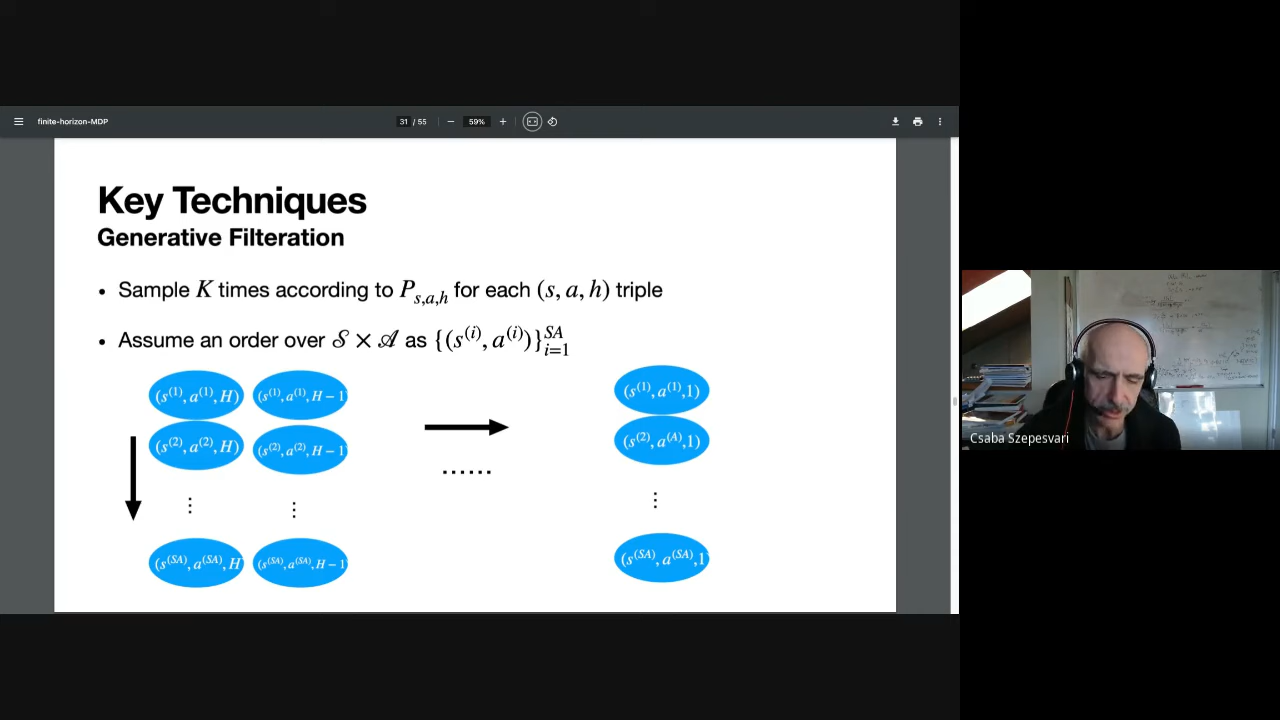 finite-horizon-MDP
31 / 55
59%
Key Techniques
Generative Filteration
• Sample K times according to P_{s,a,h} for each (s, a, h) triple
• Assume an order over 𝒮 × 𝒜 as {(s^{(i)}, a^{(i)})}_{i=1}^{SA}
(s^{(1)}, a^{(1)}, H) (s^{(1)}, a^{(1)}, H − 1) (s^{(1)}, a^{(1)}, 1)
(s^{(2)}, a^{(2)}, H) (s^{(2)}, a^{(2)}, H − 1) (s^{(2)}, a^{(A)}, 1)
......
⋮ ⋮ ⋮
(s^{(SA)}, a^{(SA)}, H (s^{(SA)}, a^{(SA)}, H − 1 (s^{(SA)}, a^{(SA)}, 1)
Csaba Szepesvari